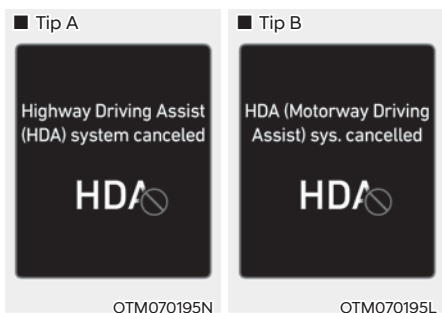 ■ Tip A
Highway Driving Assist
(HDA) system canceled
HDA
OTM070195N
■ Tip B
HDA (Motorway Driving
Assist) sys. cancelled
HDA
OTM070195L